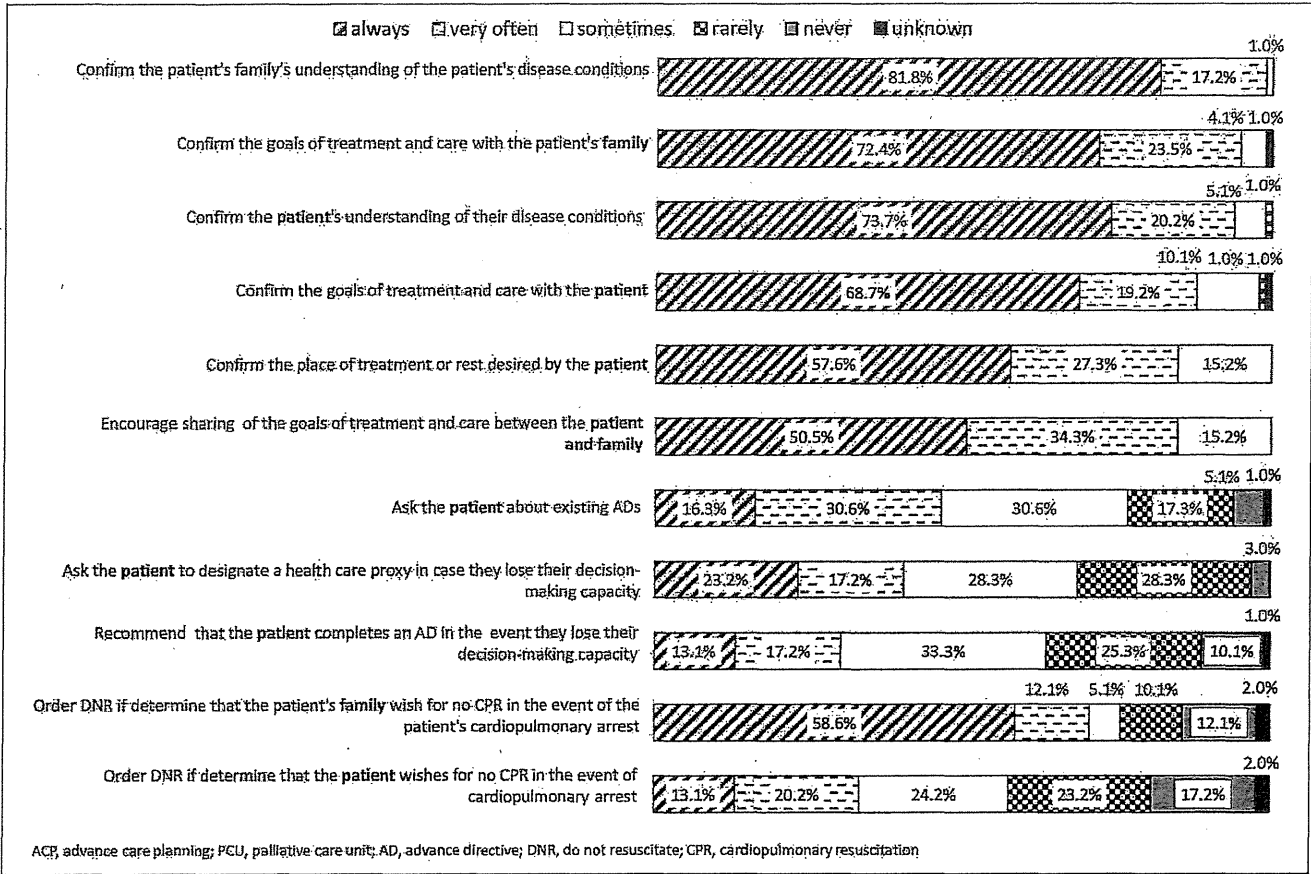 always very often sometimes rarely never unknown
1.0%
Confirm the patient's family's understanding of the patient's disease conditions 81.8% 17.2%
4.1% 1.0%
Confirm the goals of treatment and care with the patient's family 72.4% 23.5%
5.1% 1.0%
Confirm the patient's understanding of their disease conditions 73.7% 20.2%
10.1% 1.0% 1.0%
Confirm the goals of treatment and care with the patient 68.7% 19.2%
Confirm the place of treatment or rest desired by the patient 57.6% 27.3% 15.2%
Encourage sharing of the goals of treatment and care between the patient
and family 50.5% 34.3% 15.2%
5.1% 1.0%
Ask the patient about existing ADs 16.3% 30.6% 30.6% 17.3%
3.0%
Ask the patient to designate a health care proxy in case they lose their decision-
making capacity 23.2% 17.2% 28.3% 28.3%
1.0%
Recommend that the patient completes an AD in the event they lose their
decision-making capacity 13.1% 17.2% 33.3% 25.3% 10.1%
12.1% 5.1% 10.1% 2.0%
Order DNR if determine that the patient's family wish for no CPR in the event of the
patient's cardiopulmonary arrest 58.6% 12.1%
2.0%
Order DNR if determine that the patient wishes for no CPR in the event of
cardiopulmonary arrest 13.1% 20.2% 24.2% 23.2% 17.2%
ACP, advance care planning; PCU, palliative care unit; AD, advance directive; DNR, do not resuscitate; CPR, cardiopulmonary resuscitation